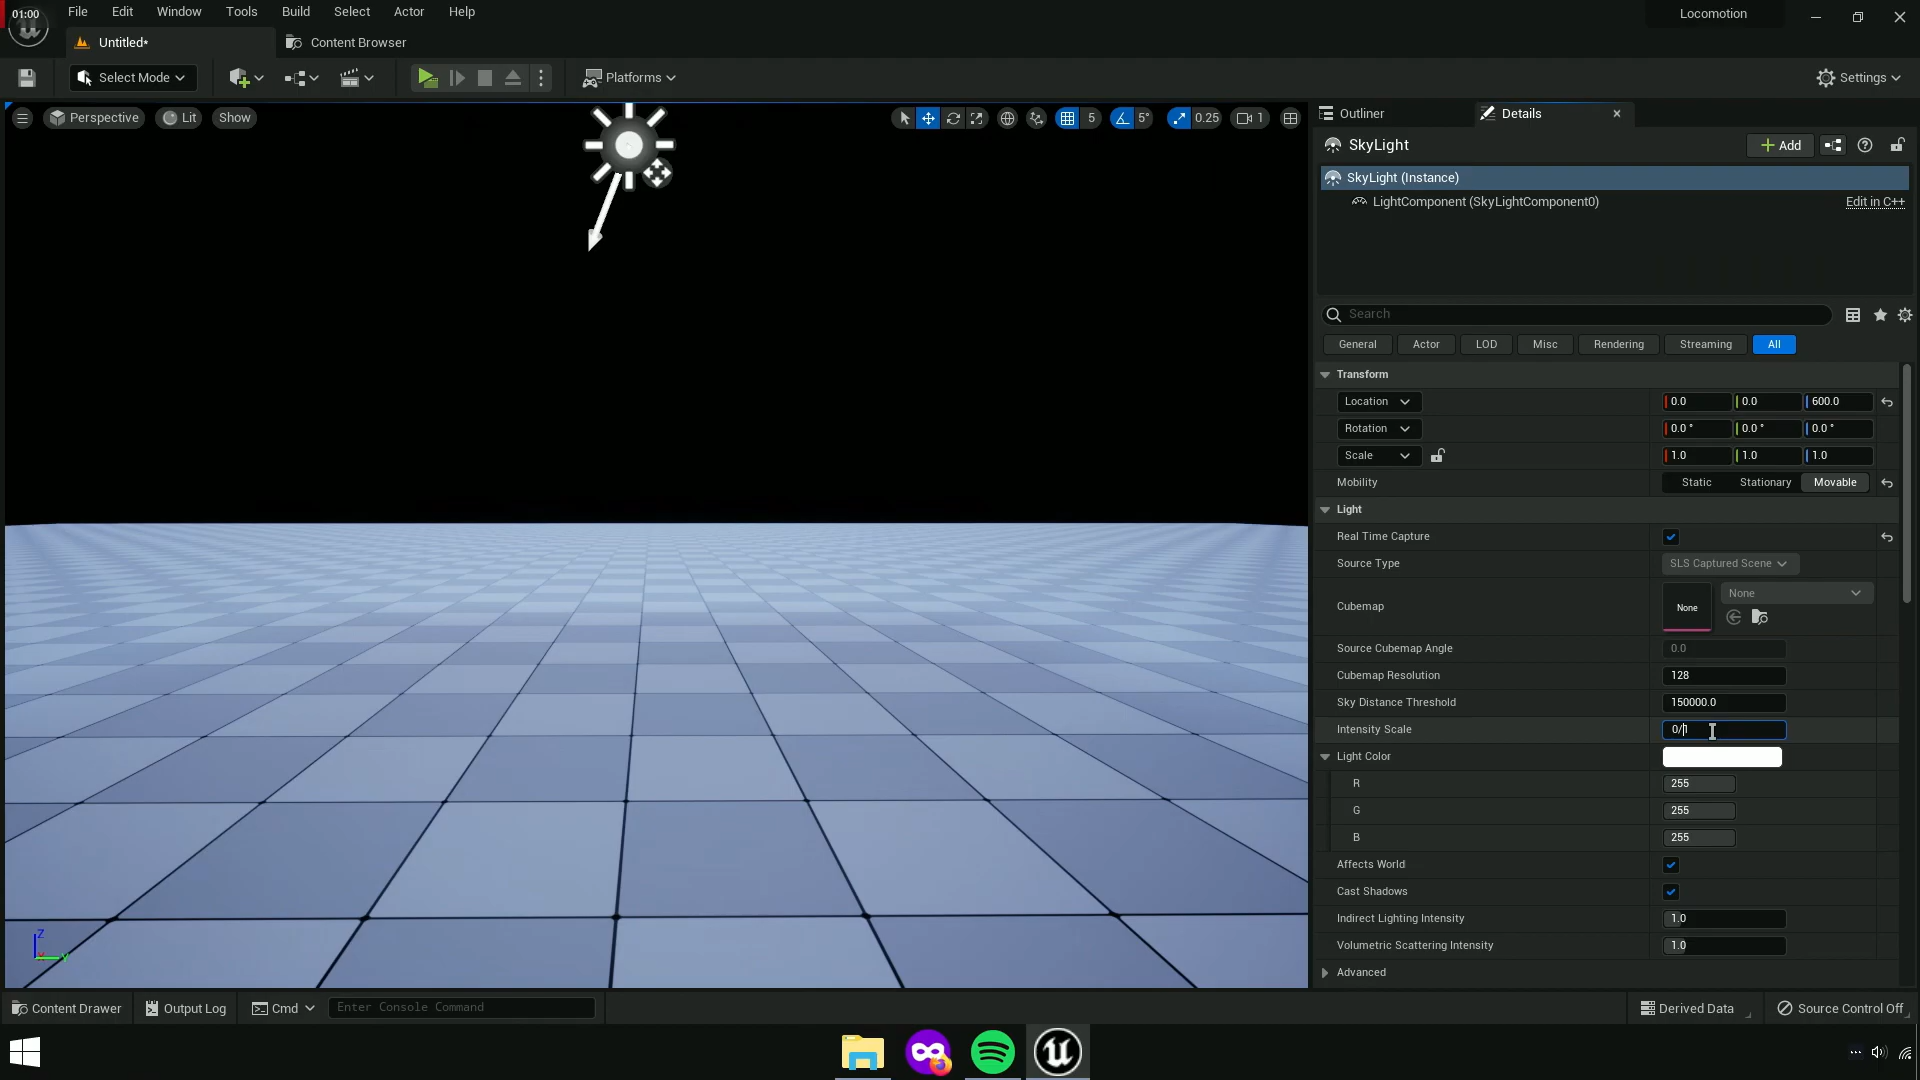 01:00
File Edit Window Tools Build Select Actor Help
Locomotion
Untitled*
Content Browser
Select Mode
Platforms
Settings
Perspective
Lit
Show
5
5°
0.25
1
Outliner
Details
SkyLight
Add
SkyLight (Instance)
LightComponent (SkyLightComponent0)
Edit in C++
Search
General Actor LOD Misc Rendering Streaming All
Transform
Location 0.0 0.0 600.0
Rotation 0.0 ° 0.0 ° 0.0 °
Scale 1.0 1.0 1.0
Mobility Static Stationary Movable
Light
Real Time Capture
Source Type SLS Captured Scene
Cubemap None None
Source Cubemap Angle 0.0
Cubemap Resolution 128
Sky Distance Threshold 150000.0
Intensity Scale 0/1
Light Color
R 255
G 255
B 255
Affects World
Cast Shadows
Indirect Lighting Intensity 1.0
Volumetric Scattering Intensity 1.0
Advanced
Z
Y
Content Drawer
Output Log
Cmd
Enter Console Command
Derived Data
Source Control Off